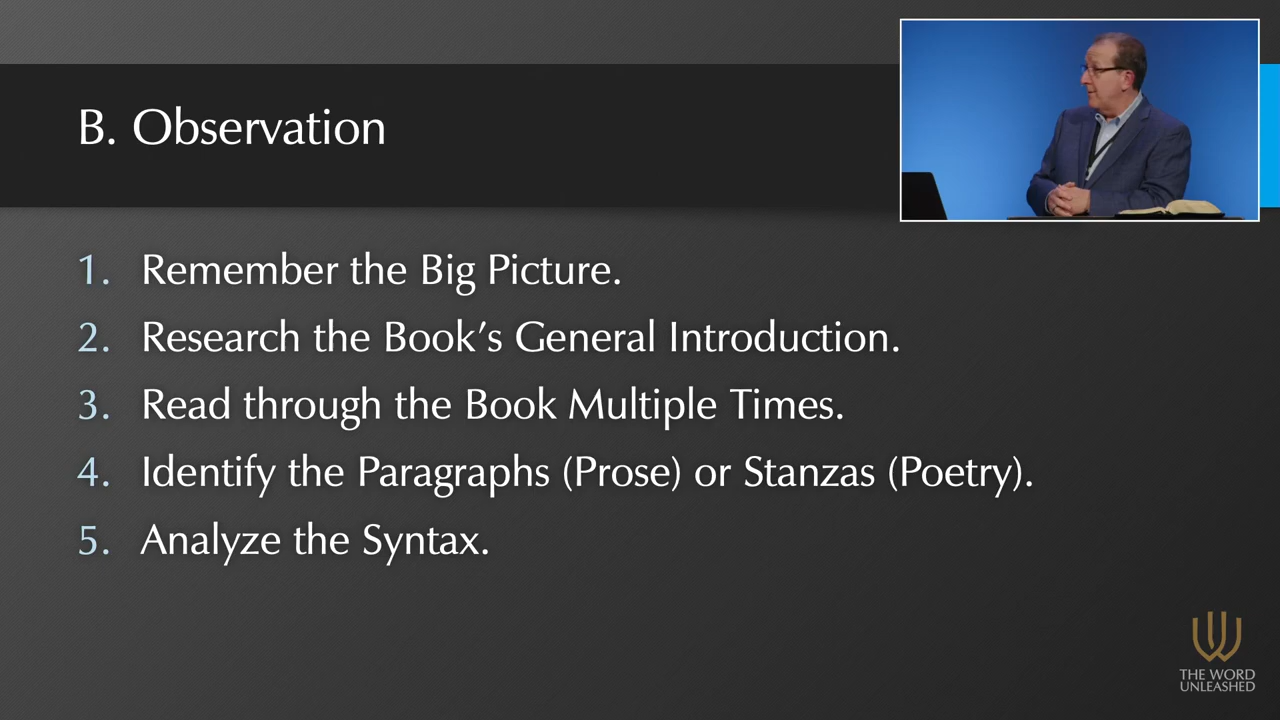 B. Observation
1. Remember the Big Picture.
2. Research the Book’s General Introduction.
3. Read through the Book Multiple Times.
4. Identify the Paragraphs (Prose) or Stanzas (Poetry).
5. Analyze the Syntax.
THE WORD
UNLEASHED